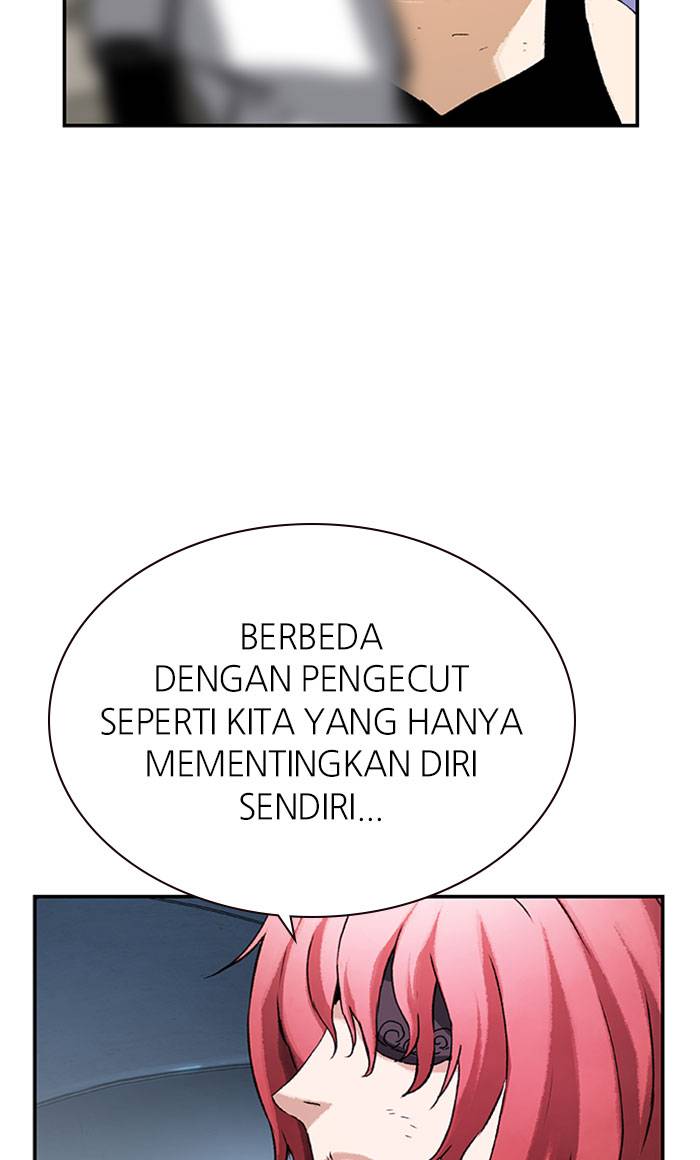 BERBEDA
DENGAN PENGECUT
SEPERTI KITA YANG HANYA
MEMENTINGKAN DIRI
SENDIRI...